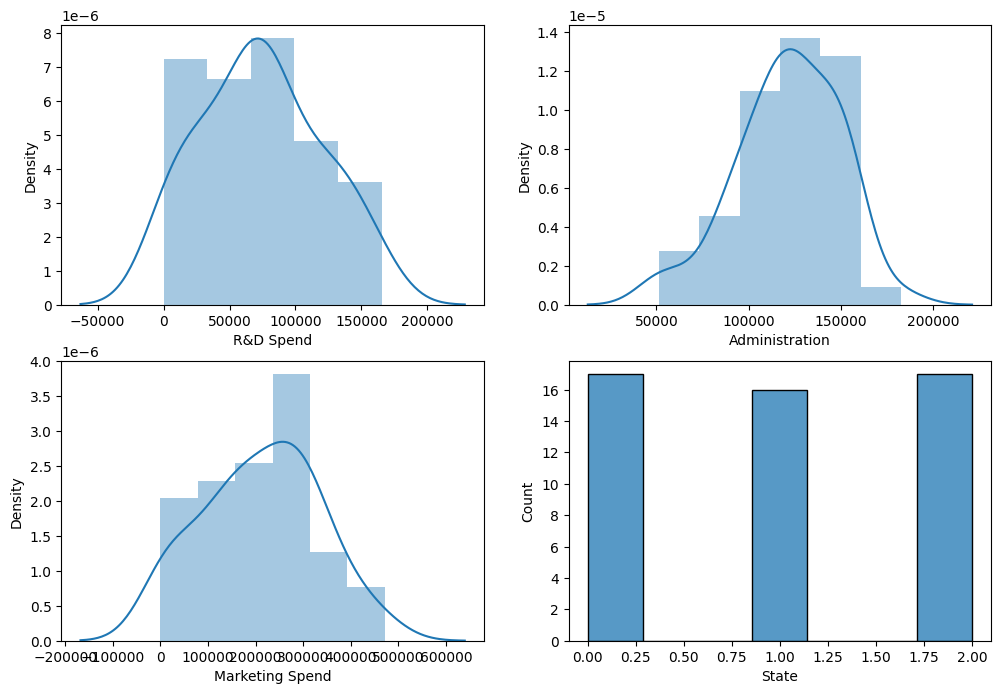 1e−6
8
7
6
5
4
3
2
1
0
Density
−50000 0 50000 100000 150000 200000
R&D Spend
1e−5
1.4
1.2
1.0
0.8
0.6
0.4
0.2
0.0
Density
50000 100000 150000 200000
Administration
1e−6
4.0
3.5
3.0
2.5
2.0
1.5
1.0
0.5
0.0
Density
−200000 −100000 0 100000 200000 300000 400000 500000 600000
Marketing Spend
16
14
12
10
8
6
4
2
0
Count
0.00 0.25 0.50 0.75 1.00 1.25 1.50 1.75 2.00
State